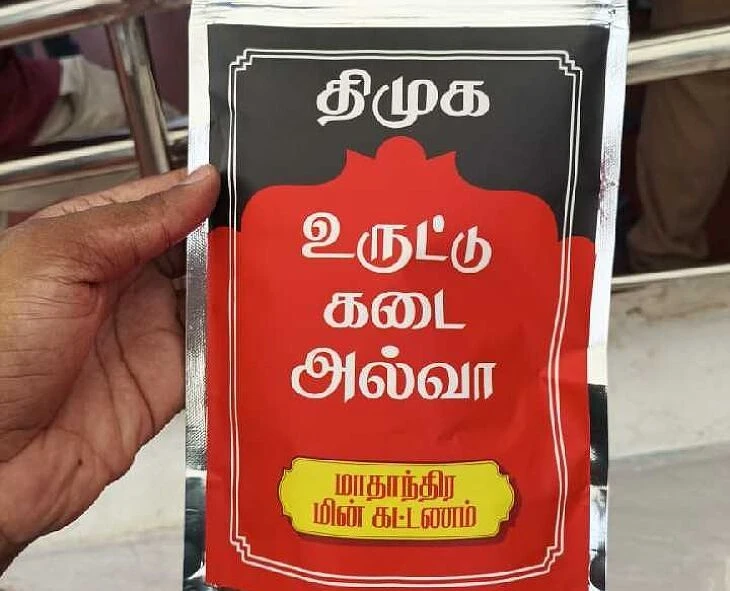 திமுக
உருட்டு
கடை
அல்வா
மாதாந்திர
மின் கட்டணம்